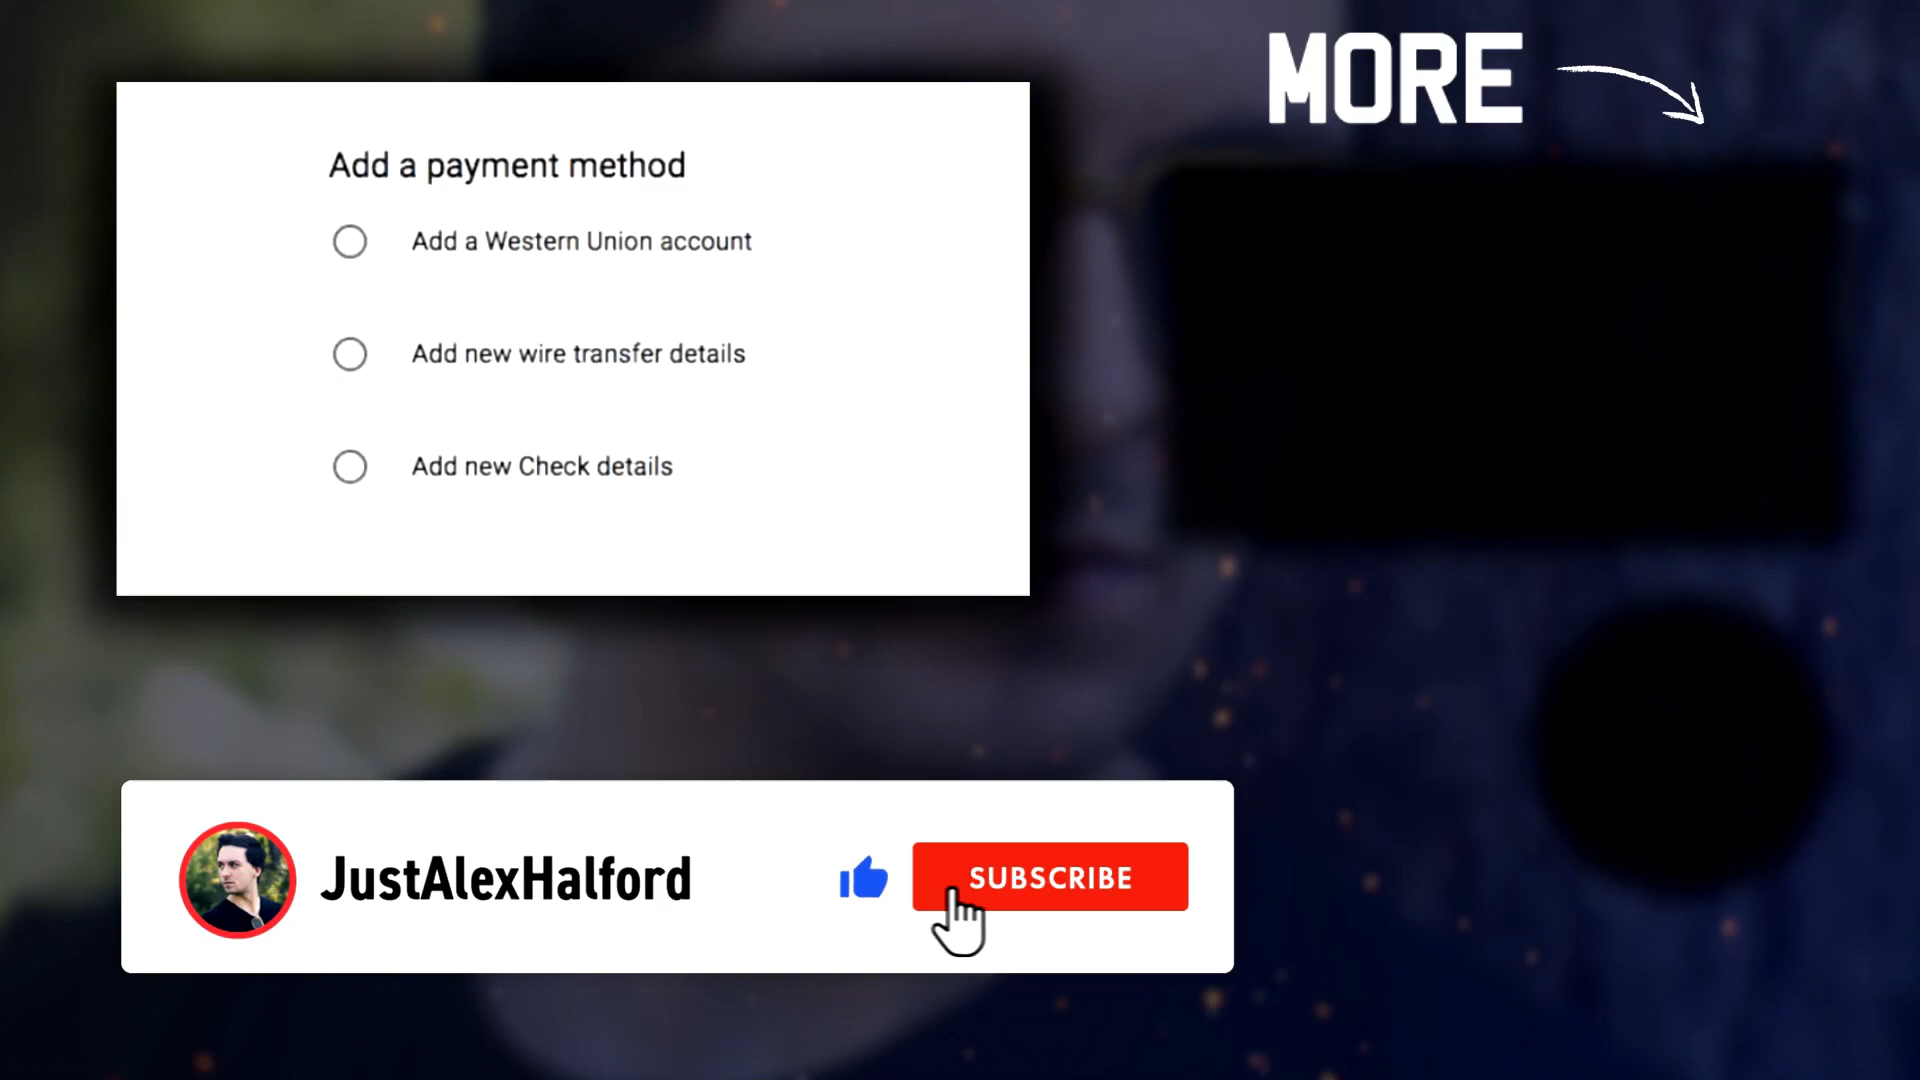 MORE
Add a payment method
Add a Western Union account
Add new wire transfer details
Add new Check details
JustAlexHalford
SUBSCRIBE